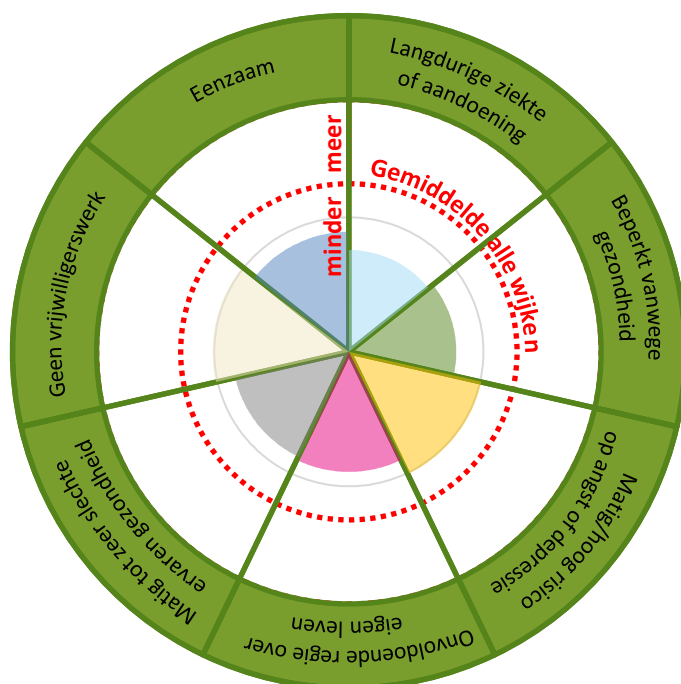 Langdurige ziekte
of aandoening
Beperkt vanwege
gezondheid
Matig/hoog risico
op angst of depressie
Onvoldoende regie over
eigen leven
Matig tot zeer slechte
ervaren gezondheid
Geen vrijwilligerswerk
Eenzaam
meer
minder
Gemiddelde alle wijken